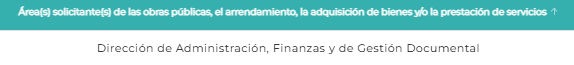 Área(s) solicitante(s) de las obras públicas, el arrendamiento, la adquisición de bienes y/o la prestación de servicios ↑
Dirección de Administración, Finanzas y de Gestión Documental